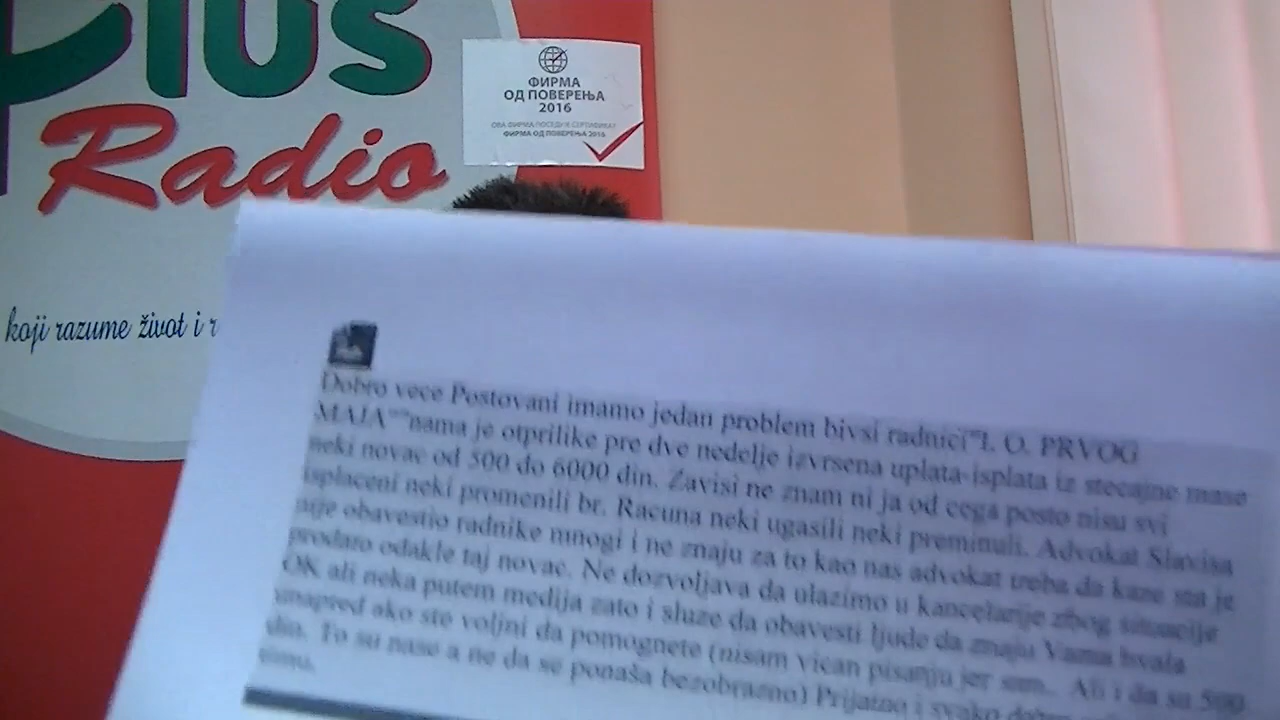 Plus
Radio
koji razume život i r
ФИРМА
ОД ПОВЕРЕЊА
2016
ОВА ФИРМА ПОСЕДУЈЕ СЕРТИФИКАТ
ФИРМА ОД ПОВЕРЕЊА 2016
Dobro vece Postovani imamo jedan problem bivsi radnici"I. O. PRVOG
MAJA""nama je otprilike pre dve nedelje izvrsena uplata-isplata iz stecajne mase
neki novac od 500 do 6000 din. Zavisi ne znam ni ja od cega posto nisu svi
isplaceni neki promenili br. Racuna neki ugasili neki preminuli. Advokat Slavisa
nije obavestio radnike mnogi i ne znaju za to kao nas advokat treba da kaze sta je
prodato odakle taj novac. Ne dozvoljava da ulazimo u kancelarije zbog situacije
OK ali neka putem medija zato i sluze da obavesti ljude da znaju Vama hvala
unapred ako ste voljni da pomognete (nisam vican pisanju jer sam.. Ali i da su 500
din. To su nase a ne da se ponaša bezobrazno) Prijatno i svako